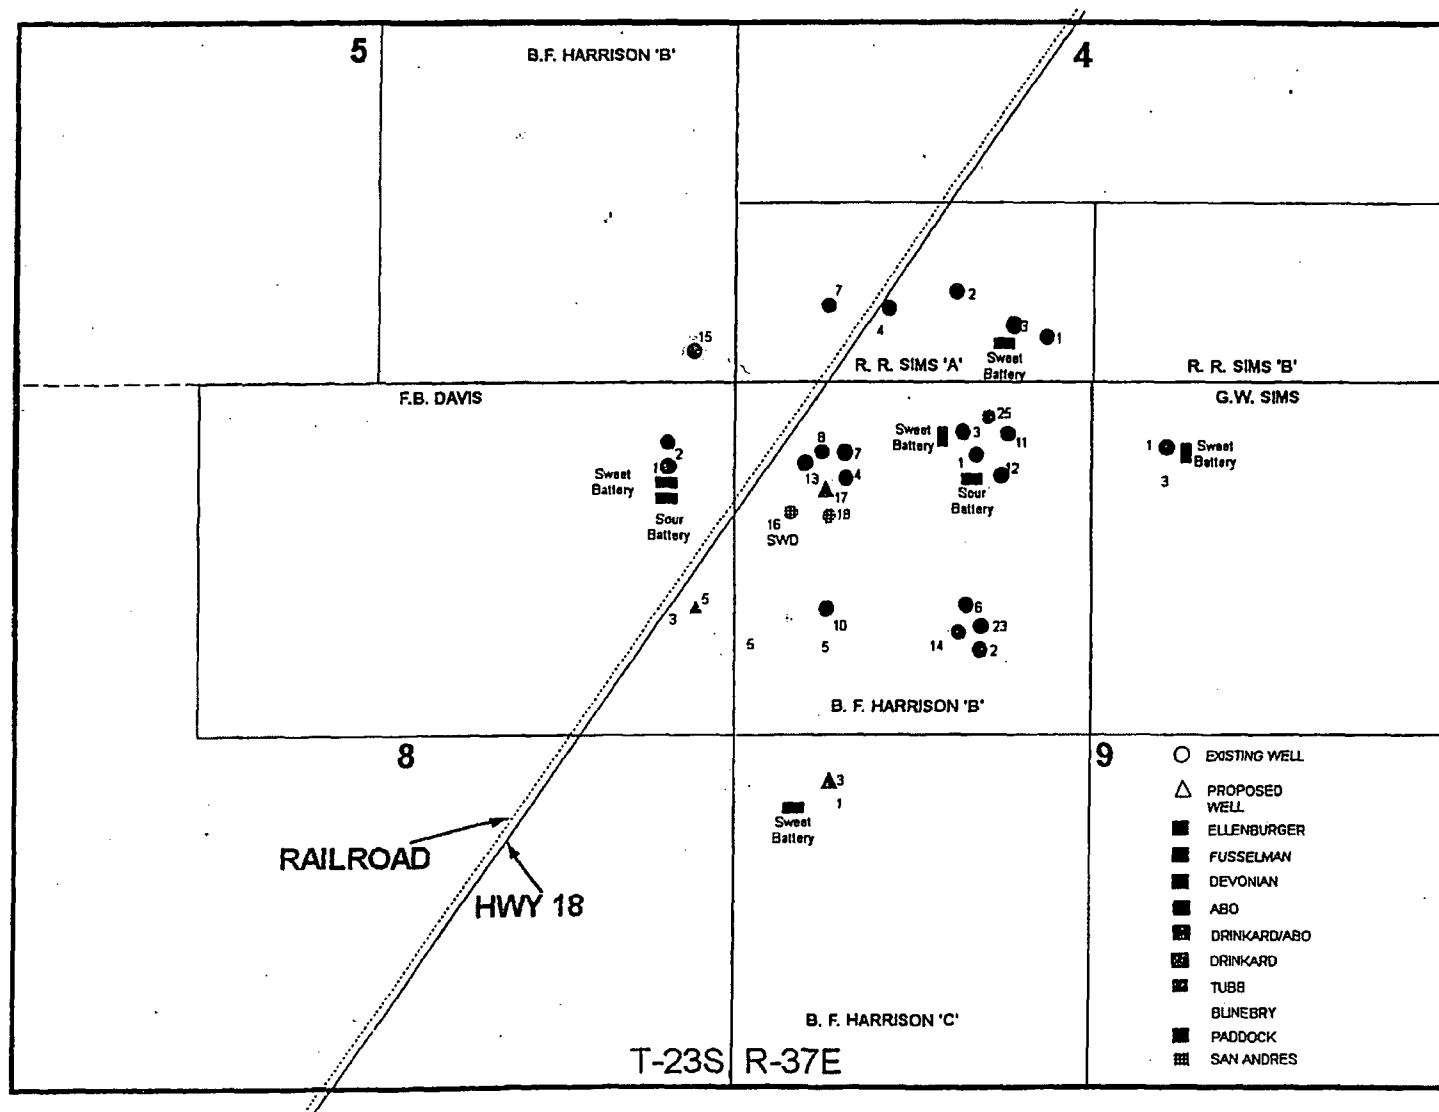 5
B.F. HARRISON 'B'
4
7
2
4
3
1
15
Sweet
Battery
R. R. SIMS 'A'
R. R. SIMS 'B'
F.B. DAVIS
G.W. SIMS
25
Sweet
Battery
3
11
8
7
1
Sweet
Battery
2
1
1
12
3
Sweet
Battery
13
4
17
Sour
Battery
Sour
Battery
16
SWD
18
5
3
6
10
23
14
2
5
5
B. F. HARRISON 'B'
8
9
EXISTING WELL
PROPOSED
WELL
3
1
Sweet
Battery
ELLENBURGER
FUSSELMAN
DEVONIAN
ABO
DRINKARD/ABO
DRINKARD
TUBB
BLINEBRY
PADDOCK
SAN ANDRES
RAILROAD
HWY 18
B. F. HARRISON 'C'
T-23S R-37E